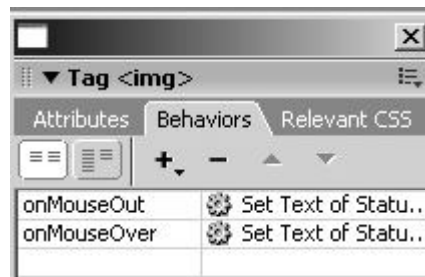 Tag <img>
Attributes Behaviors Relevant CSS
onMouseOut Set Text of Statu..
onMouseOver Set Text of Statu..